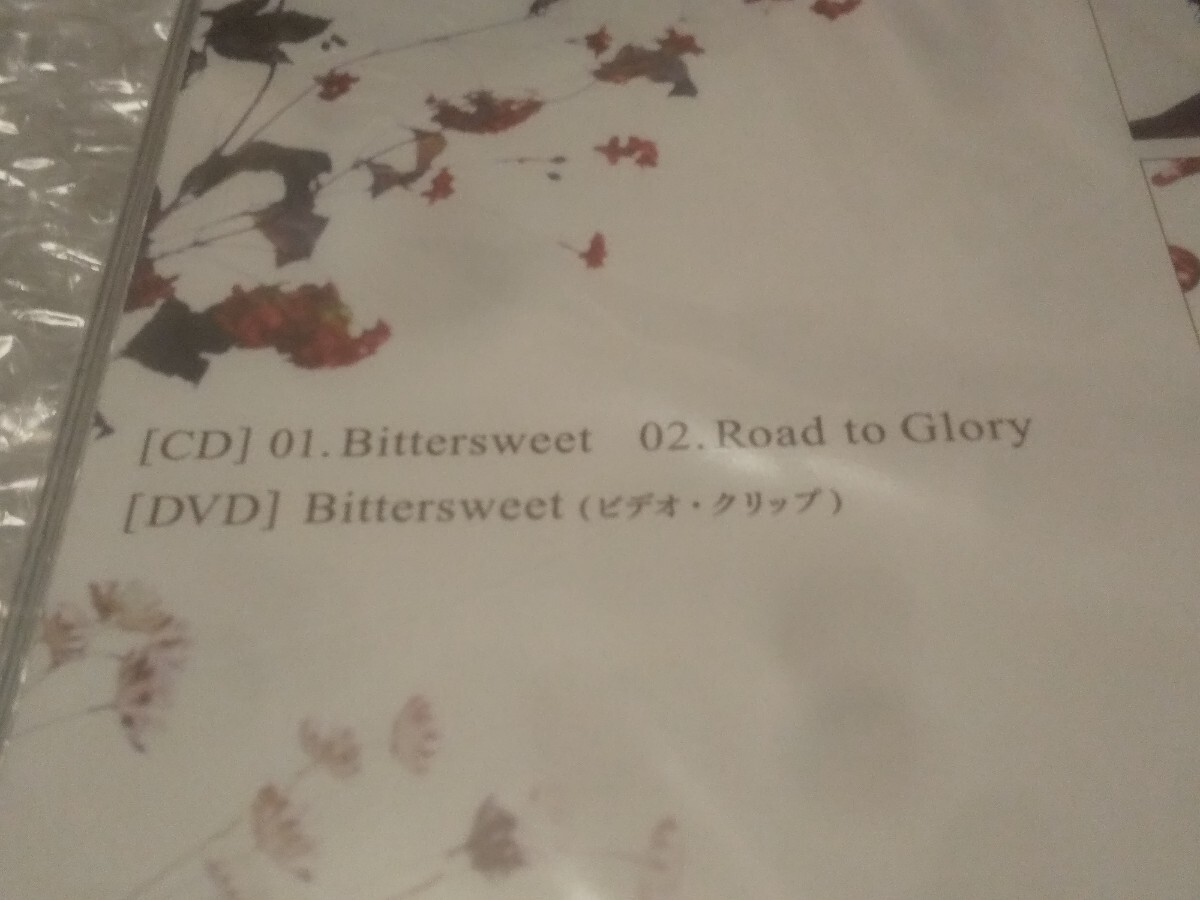 [CD] 01.Bittersweet　02.Road to Glory
[DVD] Bittersweet (ビデオ・クリップ)